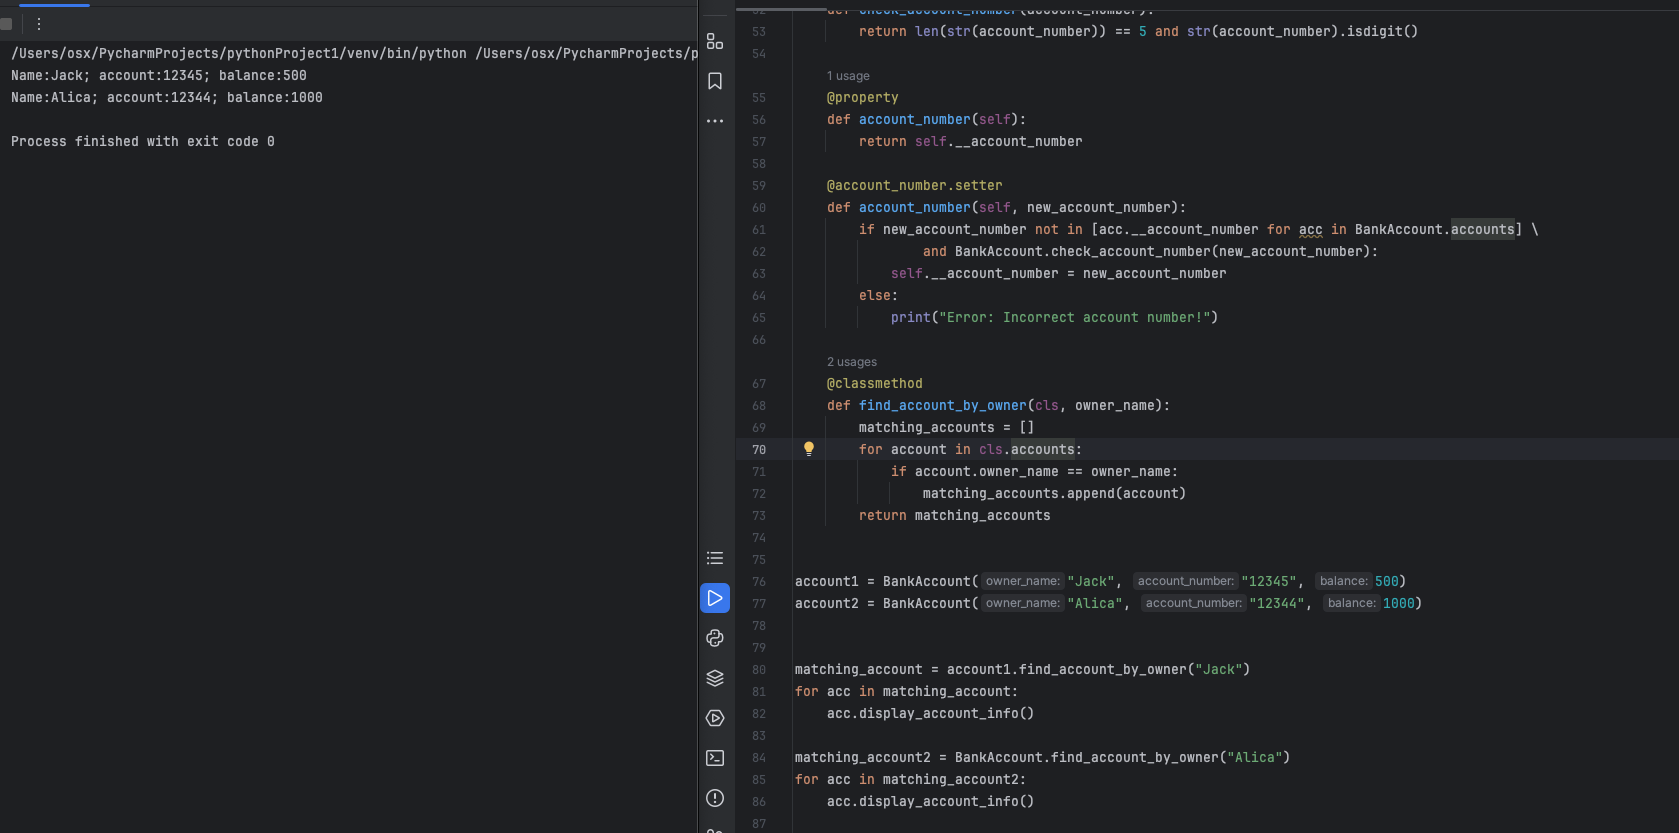 /Users/osx/PycharmProjects/pythonProject1/venv/bin/python /Users/osx/PycharmProjects/p
Name:Jack; account:12345; balance:500
Name:Alica; account:12344; balance:1000
Process finished with exit code 0
52 def check_account_number(account_number):
53 return len(str(account_number)) == 5 and str(account_number).isdigit()
54
1 usage
55 @property
56 def account_number(self):
57 return self.__account_number
58
59 @account_number.setter
60 def account_number(self, new_account_number):
61 if new_account_number not in [acc.__account_number for acc in BankAccount.accounts] \
62 and BankAccount.check_account_number(new_account_number):
63 self.__account_number = new_account_number
64 else:
65 print("Error: Incorrect account number!")
66
2 usages
67 @classmethod
68 def find_account_by_owner(cls, owner_name):
69 matching_accounts = []
70 for account in cls.accounts:
71 if account.owner_name == owner_name:
72 matching_accounts.append(account)
73 return matching_accounts
74
75
76 account1 = BankAccount( owner_name: "Jack", account_number: "12345", balance: 500)
77 account2 = BankAccount( owner_name: "Alica", account_number: "12344", balance: 1000)
78
79
80 matching_account = account1.find_account_by_owner("Jack")
81 for acc in matching_account:
82 acc.display_account_info()
83
84 matching_account2 = BankAccount.find_account_by_owner("Alica")
85 for acc in matching_account2:
86 acc.display_account_info()
87